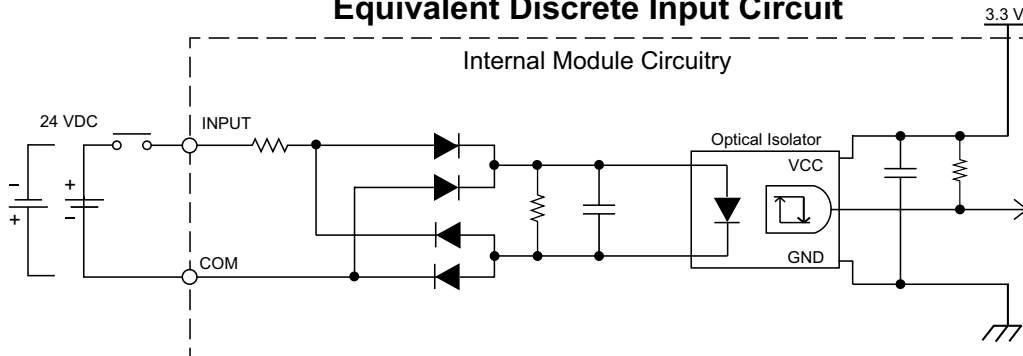 Equivalent Discrete Input Circuit
3.3 V
Internal Module Circuitry
24 VDC
INPUT
Optical Isolator
VCC
- +
+ -
COM
GND